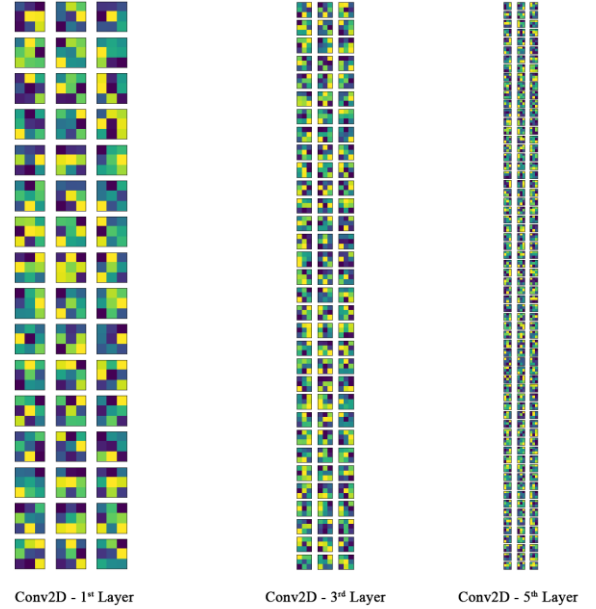 Conv2D - 1st Layer
Conv2D - 3rd Layer
Conv2D - 5th Layer